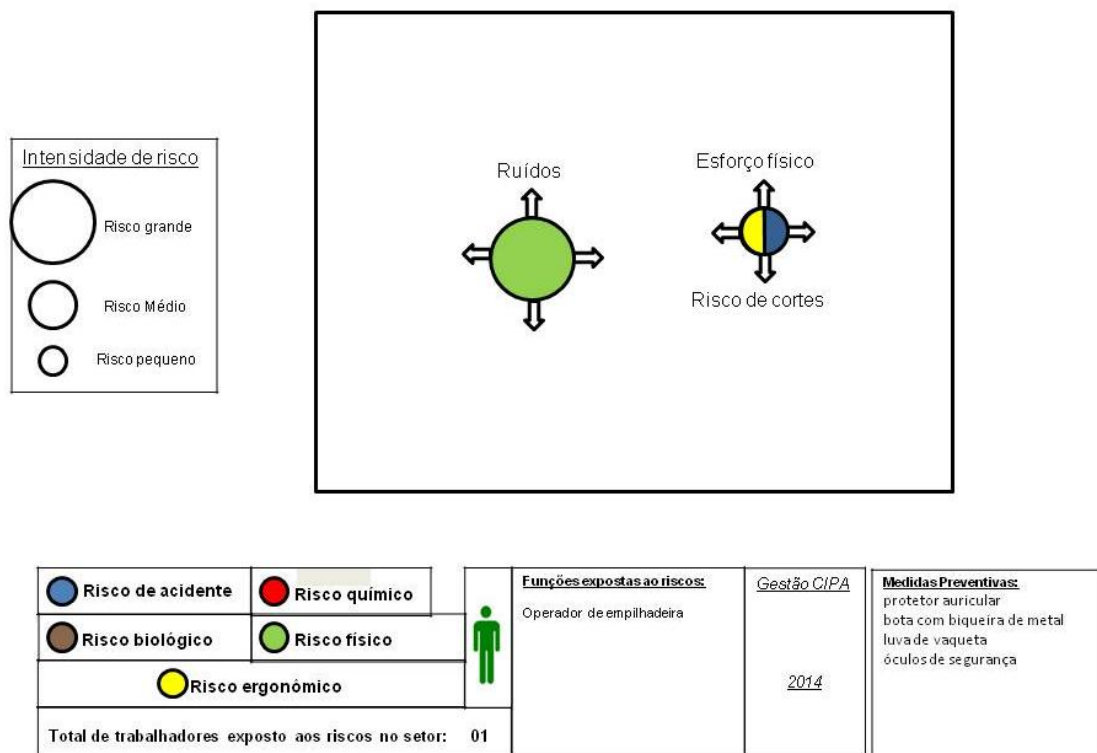 Intensidade de risco
Risco grande
Risco Médio
Risco pequeno
Ruídos
Esforço físico
Risco de cortes
Risco de acidente
Risco químico
Risco biológico
Risco físico
Risco ergonômico
Total de trabalhadores exposto aos riscos no setor: 01
Funções expostas ao riscos:
Operador de empilhadeira
Gestão CIPA
2014
Medidas Preventivas:
protetor auricular
bota com biqueira de metal
luva de vaqueta
óculos de segurança